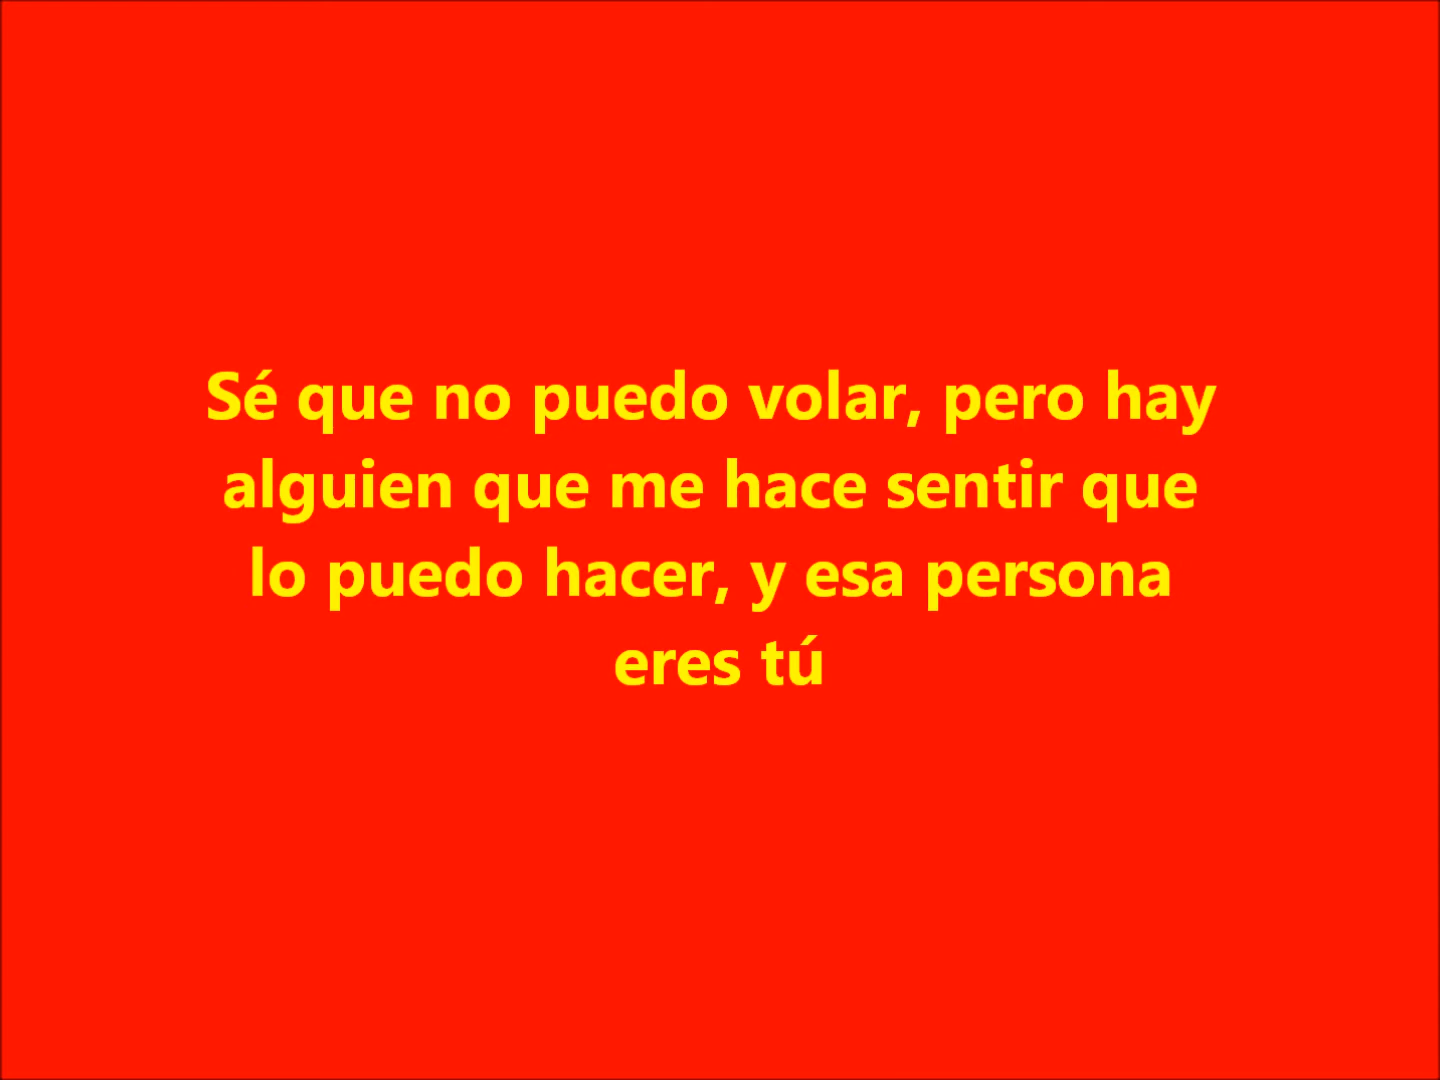 Sé que no puedo volar, pero hay
alguien que me hace sentir que
lo puedo hacer, y esa persona
eres tú